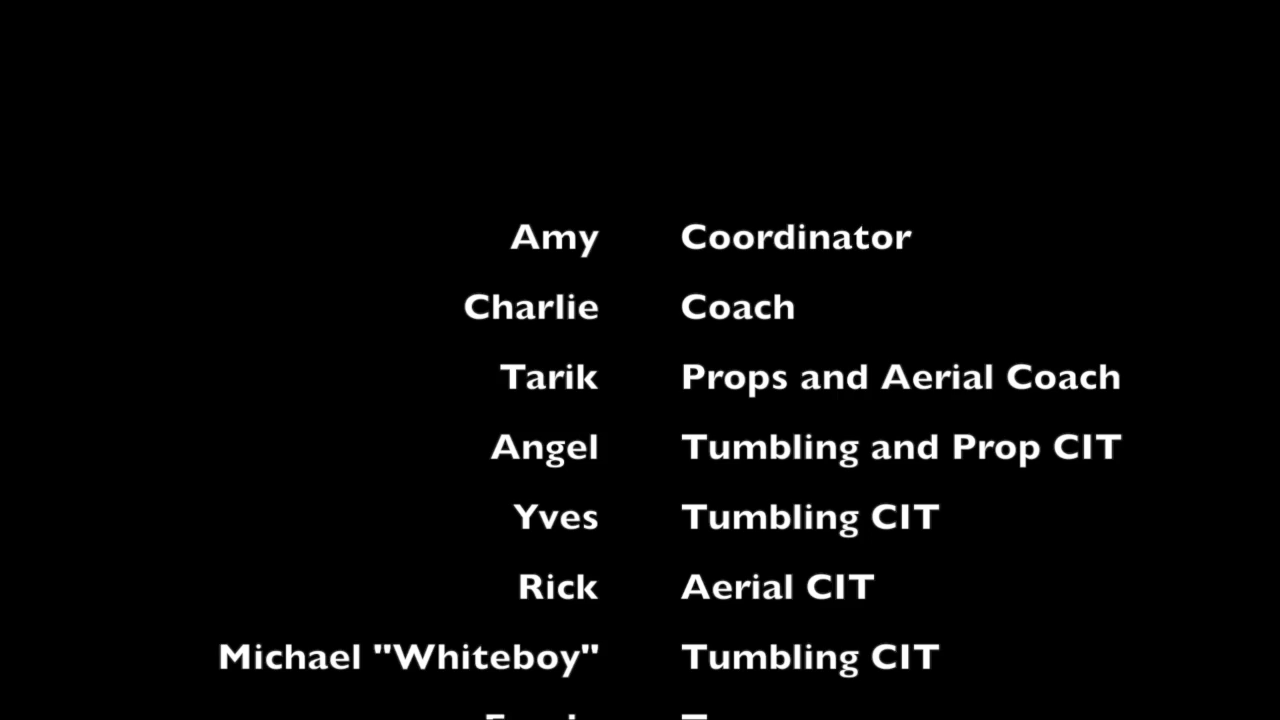 Amy Coordinator
Charlie Coach
Tarik Props and Aerial Coach
Angel Tumbling and Prop CIT
Yves Tumbling CIT
Rick Aerial CIT
Michael "Whiteboy" Tumbling CIT